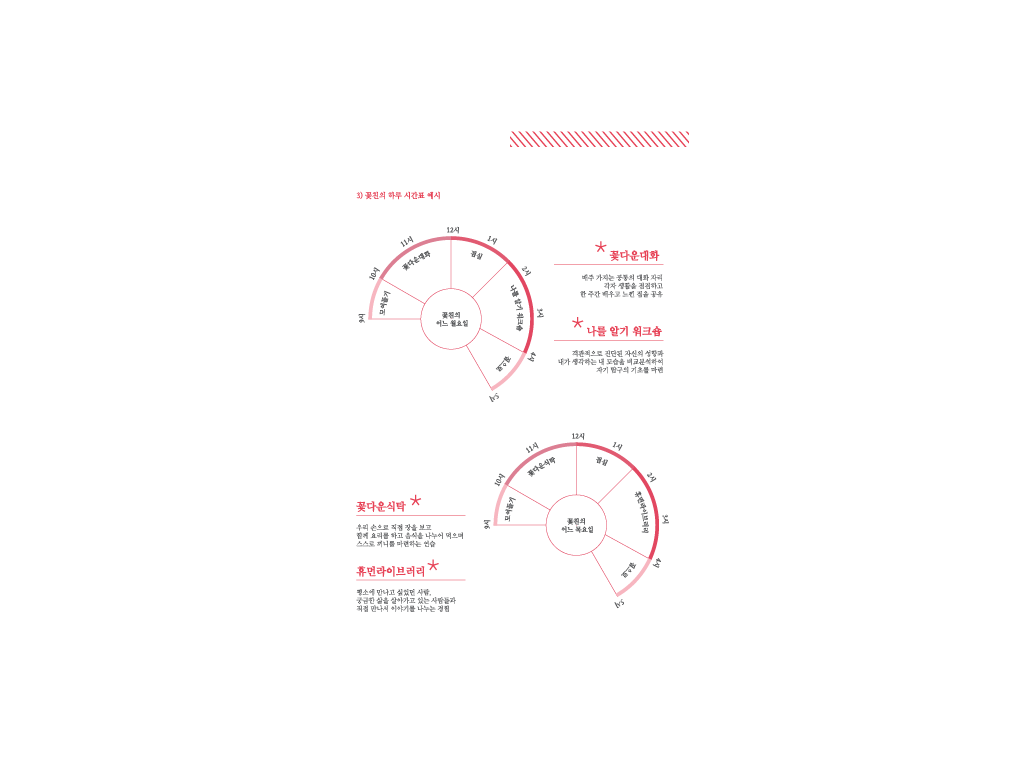 3) 꽃친의 하루 시간표 예시
9시
10시
11시
12시
1시
2시
3시
4시
5시
모여들기
꽃다운대화
점심
나를 알기 워크숍
꽃친의
어느 월요일
꽃다운대화
매주 가지는 공통의 대화 자리
각자 생활을 점검하고
한 주간 배우고 느낀 점을 공유
나를 알기 워크숍
객관적으로 진단된 자신의 성향과
내가 생각하는 내 모습을 비교분석하여
자기 탐구의 기초를 마련
9시
10시
11시
12시
1시
2시
3시
4시
5시
모여들기
꽃다운식탁
점심
휴먼라이브러리
꽃친의
어느 목요일
꽃다운식탁
우리 손으로 직접 장을 보고
함께 요리를 하고 음식을 나누어 먹으며
스스로 끼니를 마련하는 연습
휴먼라이브러리
평소에 만나고 싶었던 사람,
궁금한 삶을 살아가고 있는 사람들과
직접 만나서 이야기를 나누는 경험